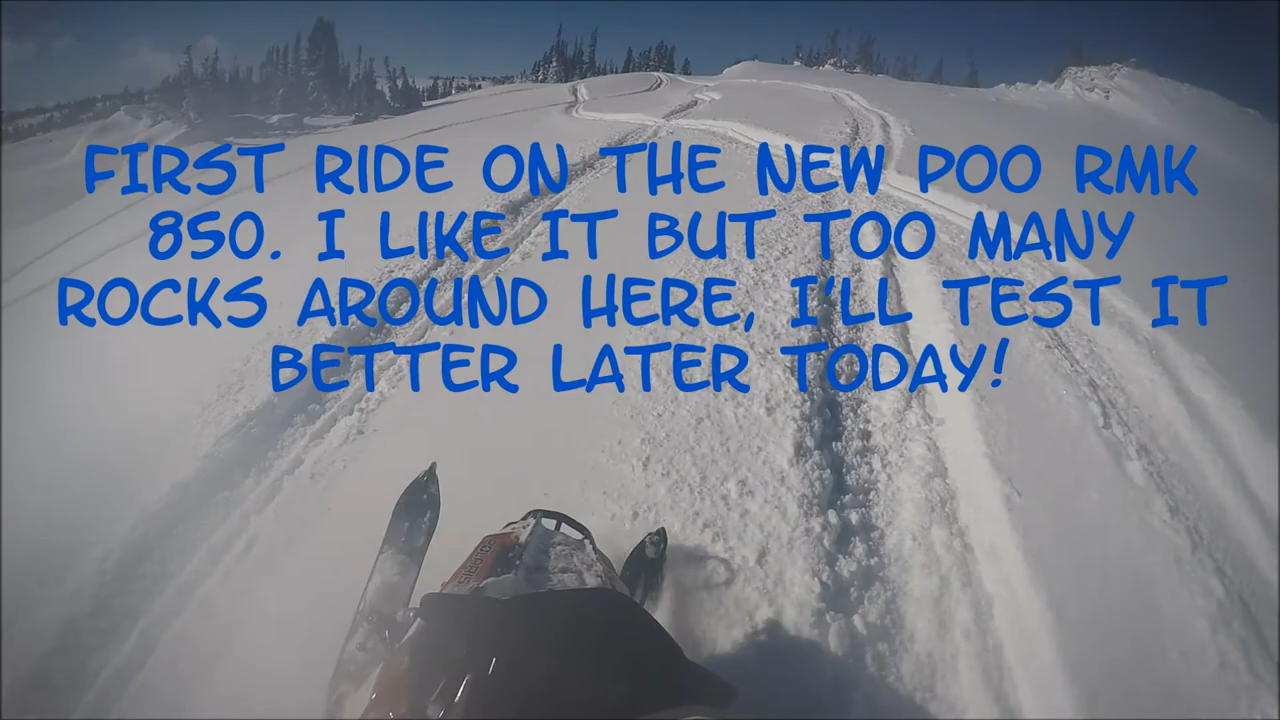 FIRST RIDE ON THE NEW POO RMK
850. I LIKE IT BUT TOO MANY
ROCKS AROUND HERE, I'LL TEST IT
BETTER LATER TODAY!
POLARIS